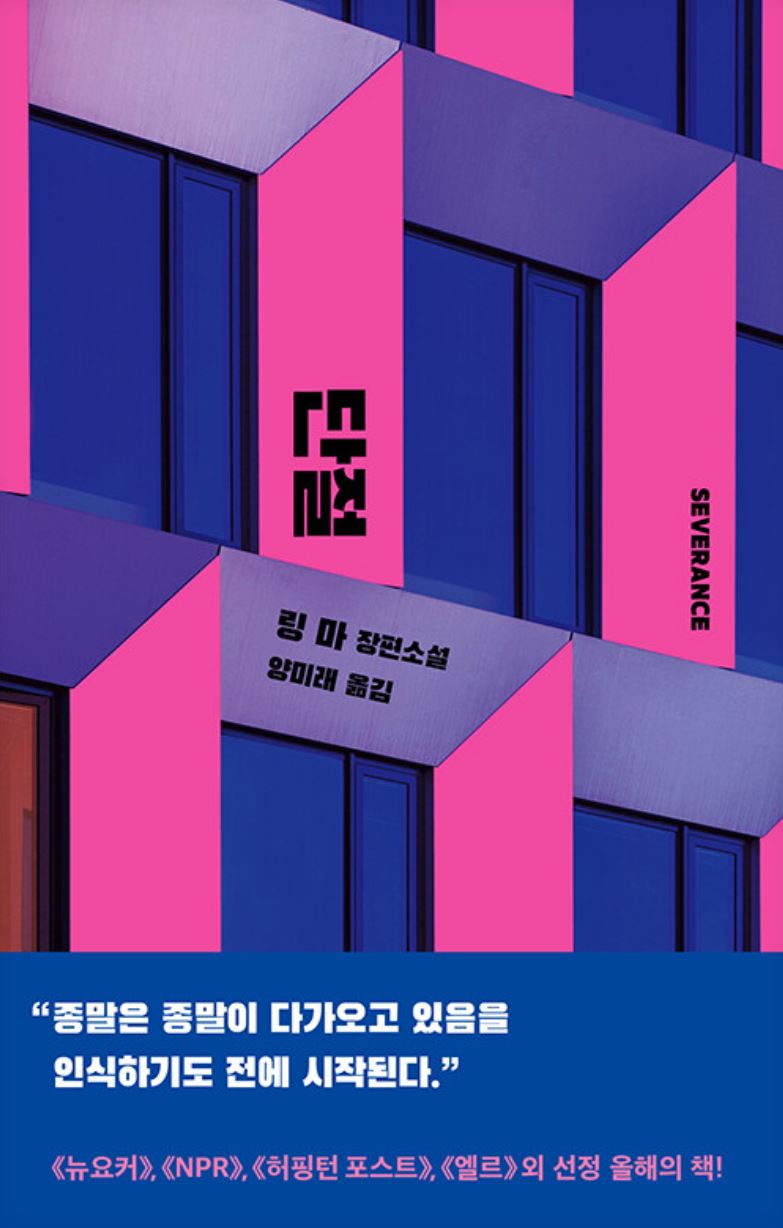 단절
SEVERANCE
링 마 장편소설
양미래 옮김
“종말은 종말이 다가오고 있음을
인식하기도 전에 시작된다.”
《뉴요커》, 《NPR》, 《허핑턴 포스트》, 《엘르》 외 선정 올해의 책!